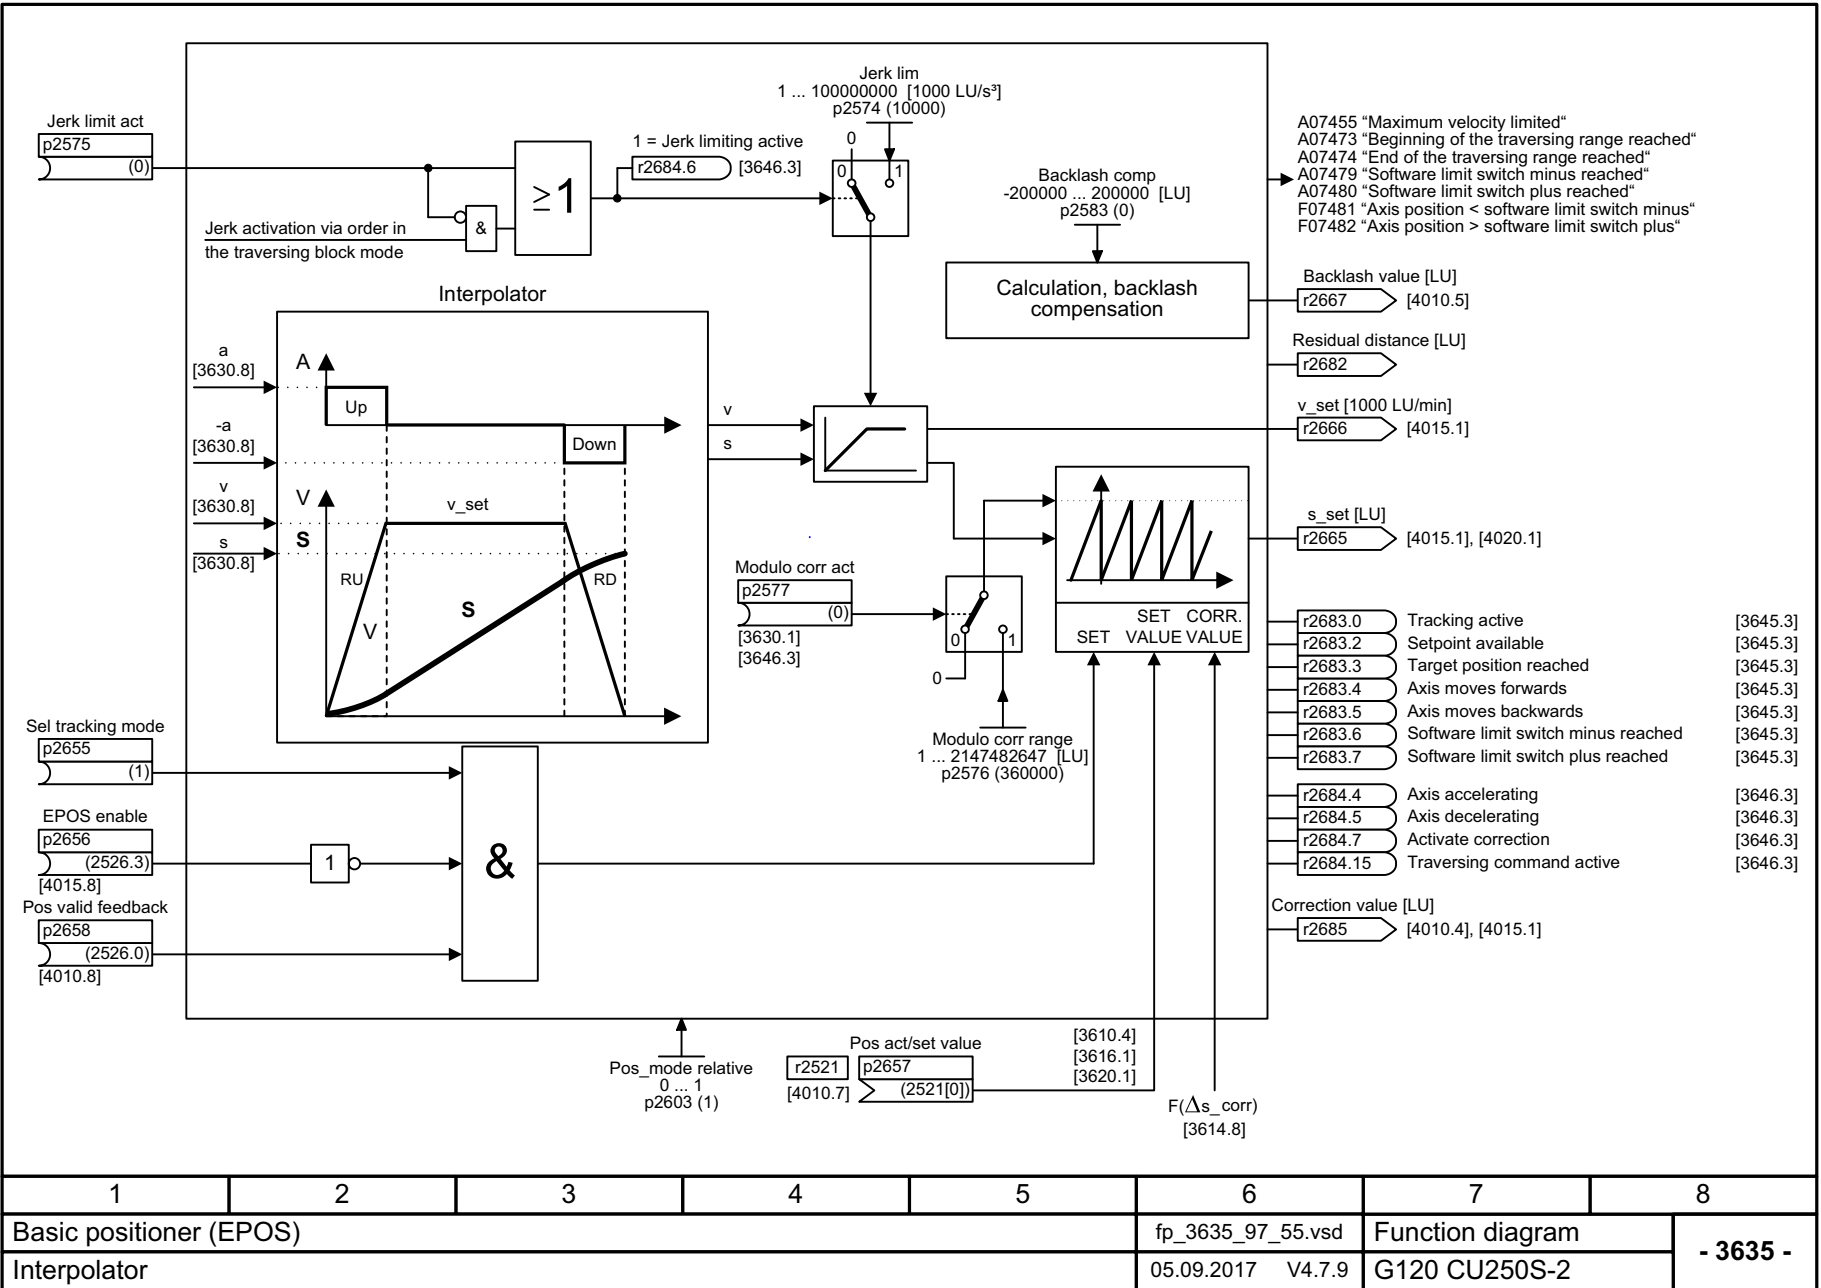 Jerk limit act
p2575
(0)
Jerk activation via order in
the traversing block mode
&
≥1
1 = Jerk limiting active
r2684.6
[3646.3]
Jerk lim
1 ... 100000000 [1000 LU/s³]
p2574 (10000)
0
0
1
Backlash comp
-200000 ... 200000 [LU]
p2583 (0)
Calculation, backlash
compensation
A07455 “Maximum velocity limited“
A07473 “Beginning of the traversing range reached“
A07474 “End of the traversing range reached“
A07479 “Software limit switch minus reached“
A07480 “Software limit switch plus reached“
F07481 “Axis position < software limit switch minus“
F07482 “Axis position > software limit switch plus“
Backlash value [LU]
r2667
[4010.5]
Residual distance [LU]
r2682
v_set [1000 LU/min]
r2666
[4015.1]
s_set [LU]
r2665
[4015.1], [4020.1]
Interpolator
a
[3630.8]
-a
[3630.8]
v
[3630.8]
s
[3630.8]
A
Up
Down
V
S
v_set
RU
V
S
RD
v
s
Modulo corr act
p2577
(0)
[3630.1]
[3646.3]
0
1
0
Modulo corr range
1 ... 2147482647 [LU]
p2576 (360000)
SET
SET
VALUE
CORR.
VALUE
r2683.0 Tracking active [3645.3]
r2683.2 Setpoint available [3645.3]
r2683.3 Target position reached [3645.3]
r2683.4 Axis moves forwards [3645.3]
r2683.5 Axis moves backwards [3645.3]
r2683.6 Software limit switch minus reached [3645.3]
r2683.7 Software limit switch plus reached [3645.3]
r2684.4 Axis accelerating [3646.3]
r2684.5 Axis decelerating [3646.3]
r2684.7 Activate correction [3646.3]
r2684.15 Traversing command active [3646.3]
Correction value [LU]
r2685
[4010.4], [4015.1]
Sel tracking mode
p2655
(1)
EPOS enable
p2656
(2526.3)
[4015.8]
1
Pos valid feedback
p2658
(2526.0)
[4010.8]
&
Pos_mode relative
0 ... 1
p2603 (1)
Pos act/set value
r2521
p2657
[4010.7]
(2521[0])
[3610.4]
[3616.1]
[3620.1]
F(Δs_corr)
[3614.8]
1 2 3 4 5 6 7 8
Basic positioner (EPOS)
fp_3635_97_55.vsd
Function diagram
- 3635 -
Interpolator
05.09.2017 V4.7.9
G120 CU250S-2